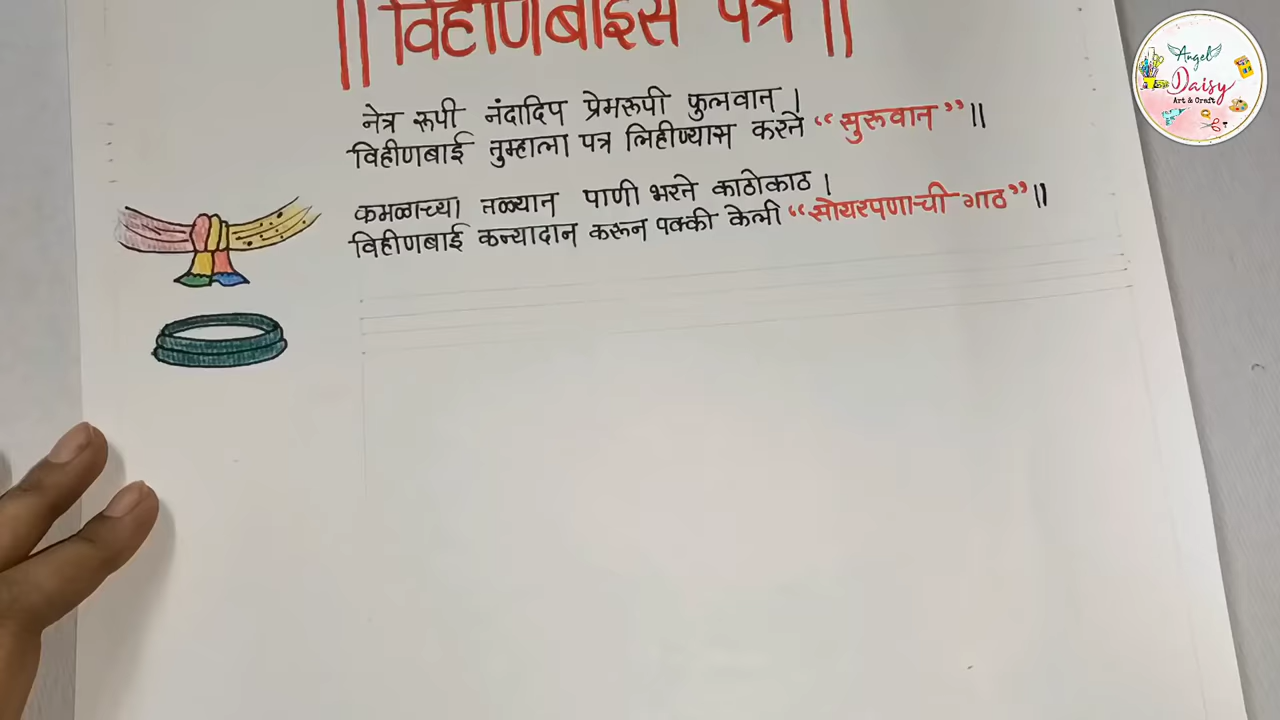 ॥ विहीणबाईस पत्र ॥
नेत्र रूपी नंदादिप प्रेमरूपी फुलवात ।
विहीणबाई तुम्हाला पत्र लिहीण्यास करते “सुरूवात” ॥
कमळाच्या तळ्यात पाणी भरते काठोकाठ ।
विहीणबाई कन्यादान करून पक्की केली “सोयरपणाची गाठ” ॥
Angel
Daisy
Art & Craft